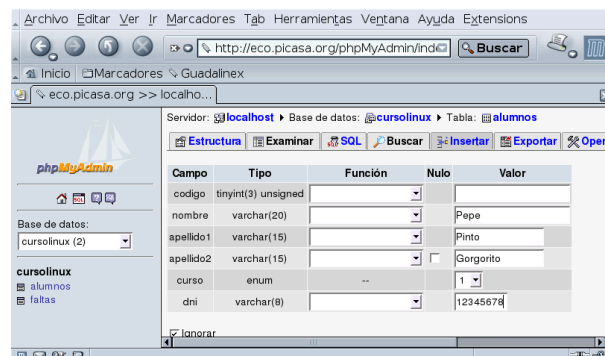 Archivo Editar Ver Ir Marcadores Tab Herramientas Ventana Ayuda Extensions
http://eco.picasa.org/phpMyAdmin/inde Buscar
Inicio Marcadores Guadalinex
eco.picasa.org >> localho...
Servidor: localhost Base de datos: cursolinux Tabla: alumnos
Estructura Examinar SQL Buscar Insertar Exportar Oper
phpMyAdmin
Base de datos:
cursolinux (2)
cursolinux
alumnos
faltas
Campo Tipo Función Nulo Valor
codigo tinyint(3) unsigned
nombre varchar(20) Pepe
apellido1 varchar(15) Pinto
apellido2 varchar(15) Gorgorito
curso enum -- 1
dni varchar(8) 12345678
Ignorar